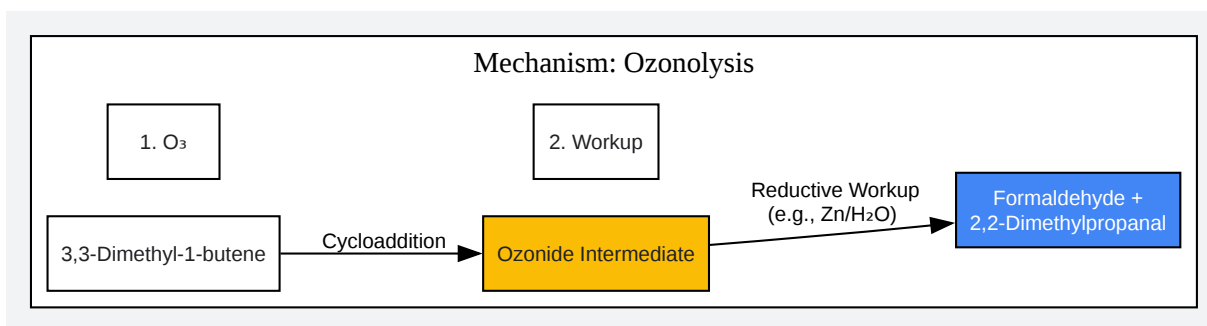 Mechanism: Ozonolysis
1. O₃
2. Workup
3,3-Dimethyl-1-butene
Cycloaddition
Ozonide Intermediate
Reductive Workup
(e.g., Zn/H₂O)
Formaldehyde +
2,2-Dimethylpropanal